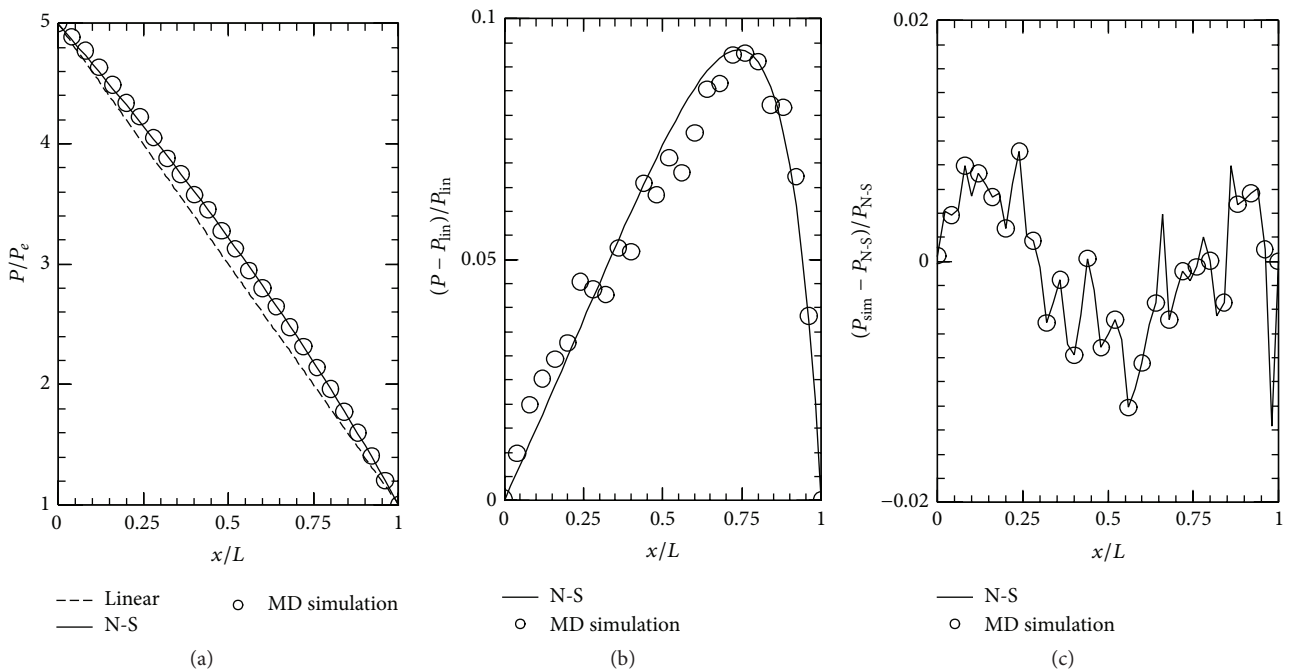 5
4
3
2
1
P/P_e
0
0.25
0.5
0.75
1
x/L
Linear
N-S
MD simulation
(a)
0.1
0.05
0
(P − P_lin)/P_lin
0
0.25
0.5
0.75
1
x/L
N-S
MD simulation
(b)
0.02
0
−0.02
(P_sim − P_N-S)/P_N-S
0
0.25
0.5
0.75
1
x/L
N-S
MD simulation
(c)